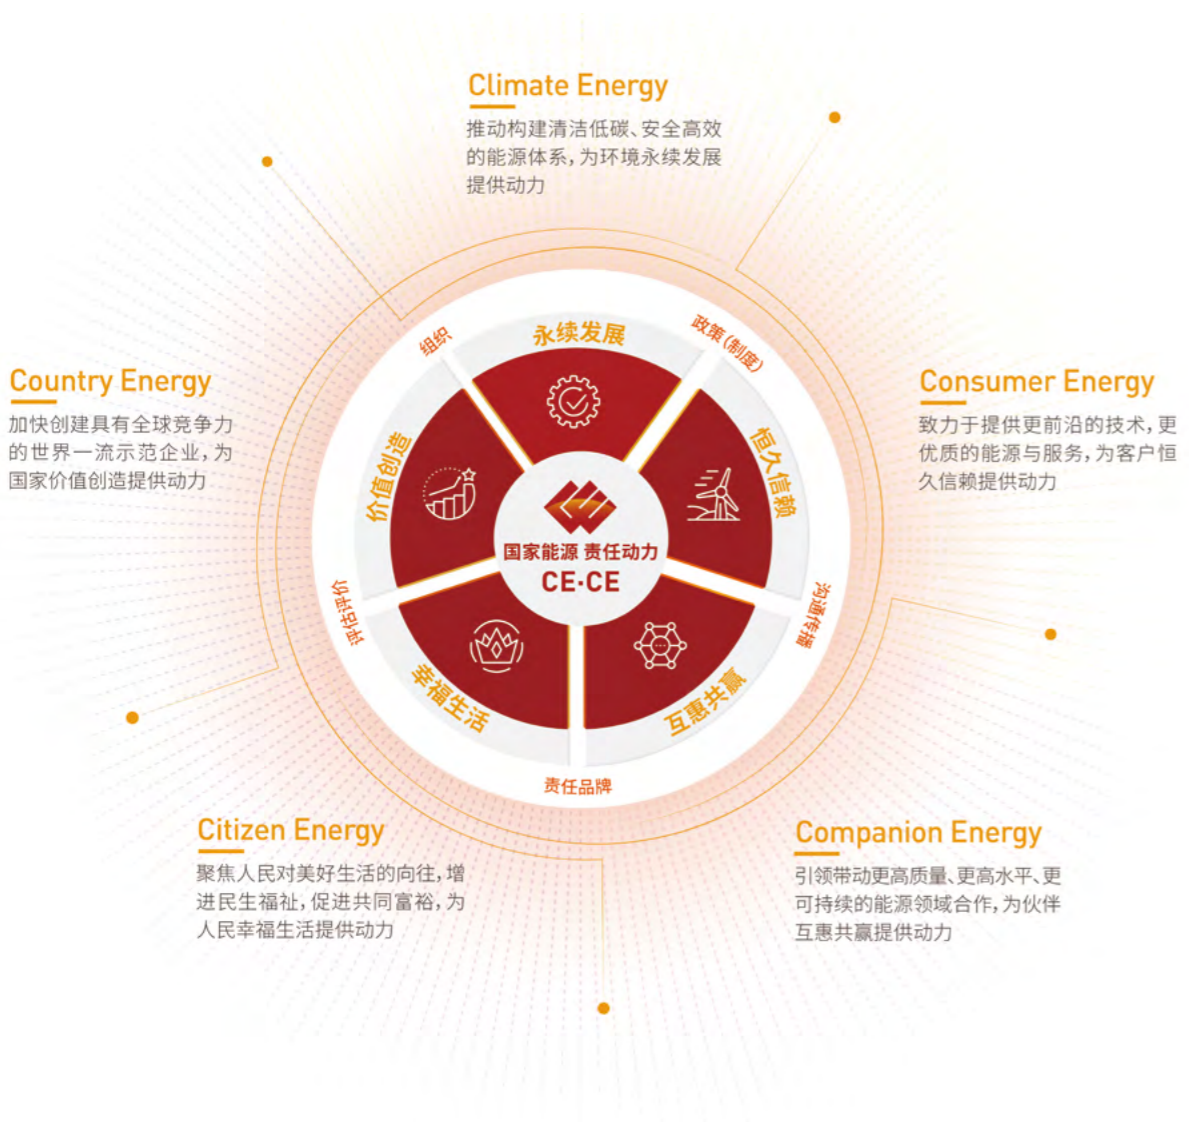 Climate Energy
推动构建清洁低碳、安全高效
的能源体系，为环境永续发展
提供动力
Country Energy
加快创建具有全球竞争力
的世界一流示范企业，为
国家价值创造提供动力
Consumer Energy
致力于提供更前沿的技术，更
优质的能源与服务，为客户恒
久信赖提供动力
组织
永续发展
政策（制度）
价值创造
恒久信赖
国家能源 责任动力
CE·CE
评估评价
沟通传播
幸福生活
互惠共赢
责任品牌
Citizen Energy
聚焦人民对美好生活的向往，增
进民生福祉，促进共同富裕，为
人民幸福生活提供动力
Companion Energy
引领带动更高质量、更高水平、更
可持续的能源领域合作，为伙伴
互惠共赢提供动力